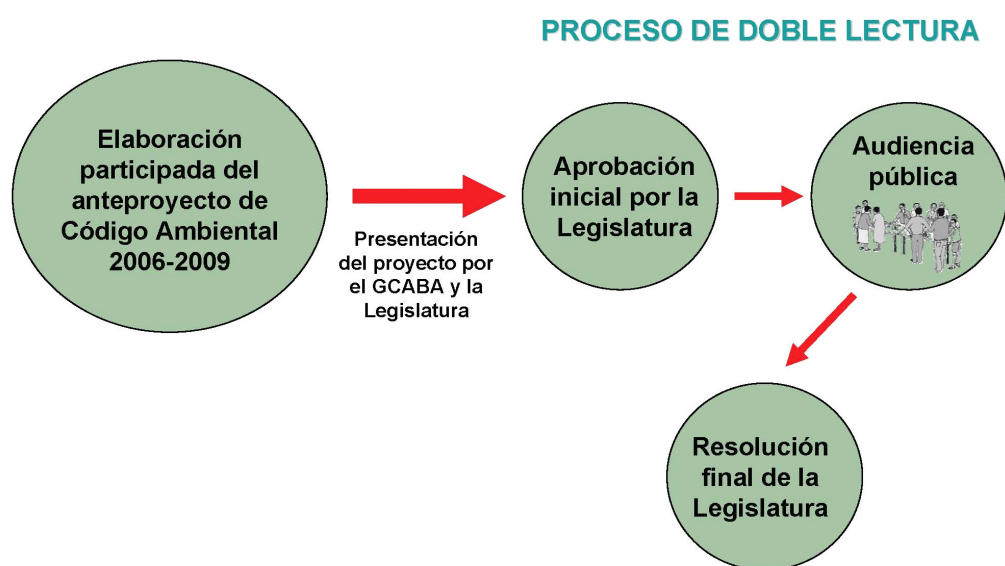 PROCESO DE DOBLE LECTURA
Elaboración
participada del
anteproyecto de
Código Ambiental
2006-2009
Presentación
del proyecto por
el GCABA y la
Legislatura
Aprobación
inicial por la
Legislatura
Audiencia
pública
Resolución
final de la
Legislatura